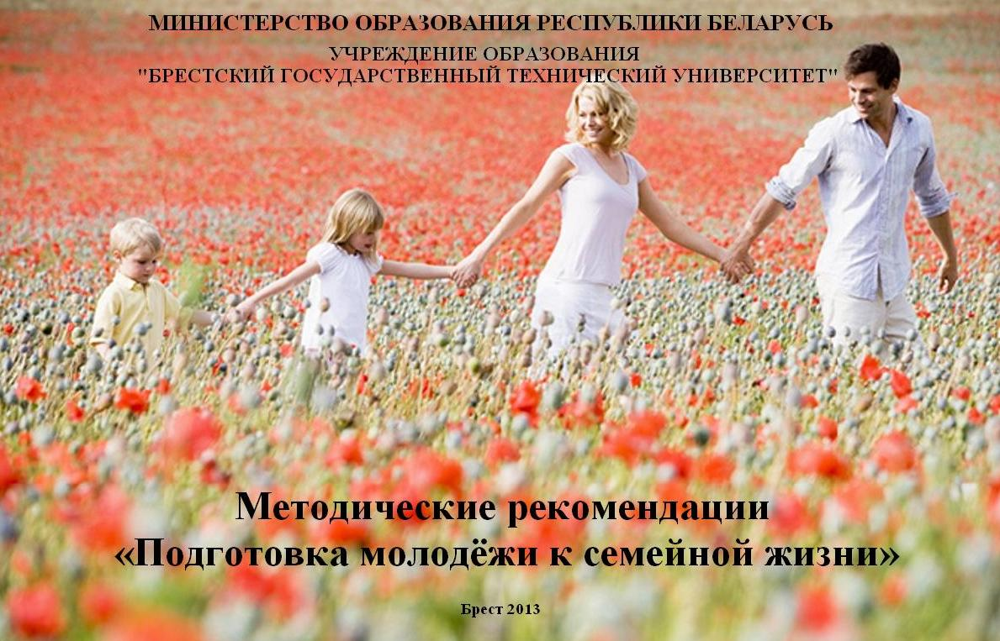 МИНИСТЕРСТВО ОБРАЗОВАНИЯ РЕСПУБЛИКИ БЕЛАРУСЬ
УЧРЕЖДЕНИЕ ОБРАЗОВАНИЯ
"БРЕСТСКИЙ ГОСУДАРСТВЕННЫЙ ТЕХНИЧЕСКИЙ УНИВЕРСИТЕТ"
Методические рекомендации
«Подготовка молодёжи к семейной жизни»
Брест 2013